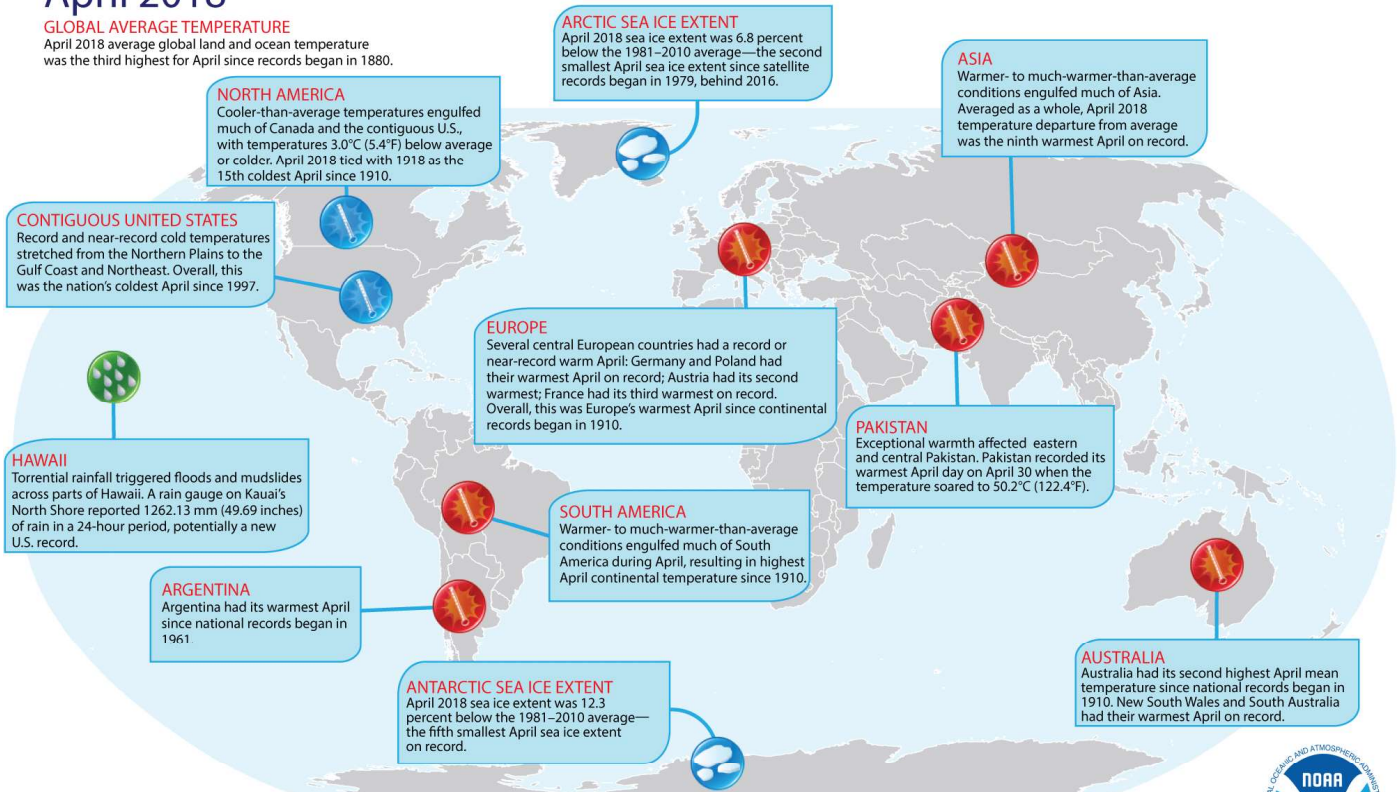 April 2018
GLOBAL AVERAGE TEMPERATURE
April 2018 average global land and ocean temperature
was the third highest for April since records began in 1880.
ARCTIC SEA ICE EXTENT
April 2018 sea ice extent was 6.8 percent
below the 1981–2010 average—the second
smallest April sea ice extent since satellite
records began in 1979, behind 2016.
ASIA
Warmer- to much-warmer-than-average
conditions engulfed much of Asia.
Averaged as a whole, April 2018
temperature departure from average
was the ninth warmest April on record.
NORTH AMERICA
Cooler-than-average temperatures engulfed
much of Canada and the contiguous U.S.,
with temperatures 3.0°C (5.4°F) below average
or colder. April 2018 tied with 1918 as the
15th coldest April since 1910.
CONTIGUOUS UNITED STATES
Record and near-record cold temperatures
stretched from the Northern Plains to the
Gulf Coast and Northeast. Overall, this
was the nation's coldest April since 1997.
EUROPE
Several central European countries had a record or
near-record warm April: Germany and Poland had
their warmest April on record; Austria had its second
warmest; France had its third warmest on record.
Overall, this was Europe's warmest April since continental
records began in 1910.
PAKISTAN
Exceptional warmth affected eastern
and central Pakistan. Pakistan recorded its
warmest April day on April 30 when the
temperature soared to 50.2°C (122.4°F).
HAWAII
Torrential rainfall triggered floods and mudslides
across parts of Hawaii. A rain gauge on Kauai's
North Shore reported 1262.13 mm (49.69 inches)
of rain in a 24-hour period, potentially a new
U.S. record.
SOUTH AMERICA
Warmer- to much-warmer-than-average
conditions engulfed much of South
America during April, resulting in highest
April continental temperature since 1910.
ARGENTINA
Argentina had its warmest April
since national records began in
1961.
AUSTRALIA
Australia had its second highest April mean
temperature since national records began in
1910. New South Wales and South Australia
had their warmest April on record.
ANTARCTIC SEA ICE EXTENT
April 2018 sea ice extent was 12.3
percent below the 1981–2010 average—
the fifth smallest April sea ice extent
on record.
OCEANIC AND ATMOSPHERIC
NOAA